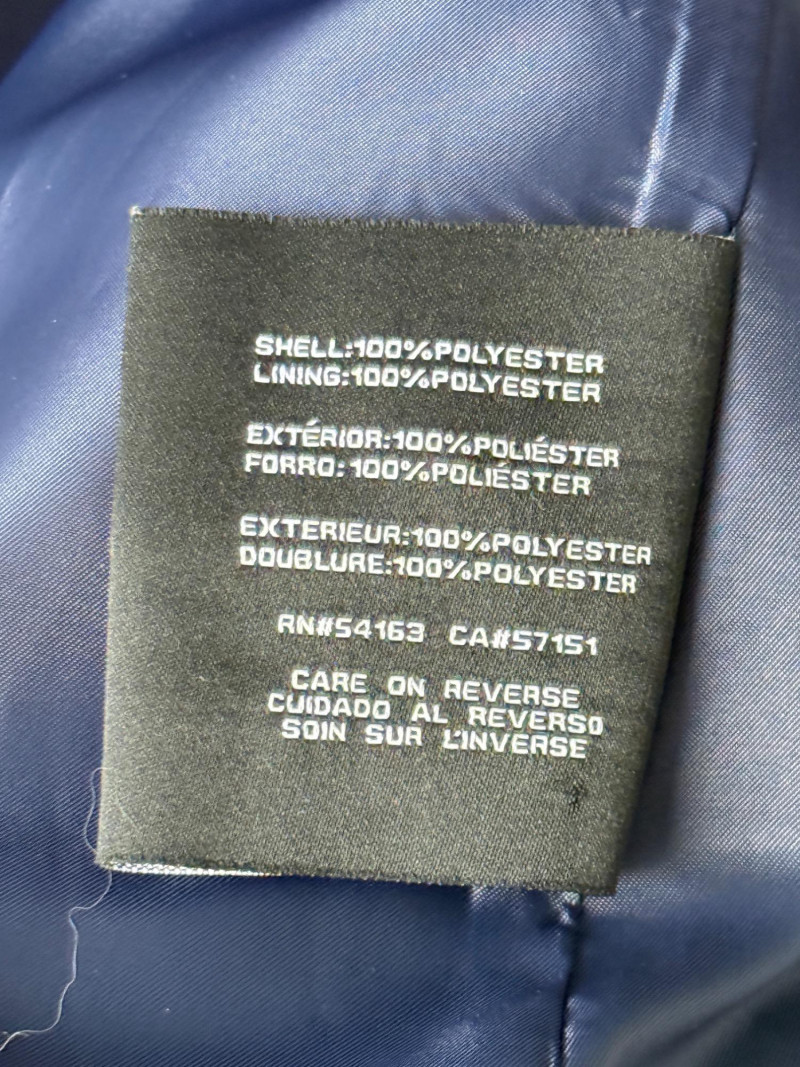 SHELL:100%POLYESTER
LINING:100%POLYESTER
EXTÉRIOR:100%POLIÉSTER
FORRO:100%POLIÉSTER
EXTERIEUR:100%POLYESTER
DOUBLURE:100%POLYESTER
RN#54163 CA#57151
CARE ON REVERSE
CUIDADO AL REVERSO
SOIN SUR L'INVERSE